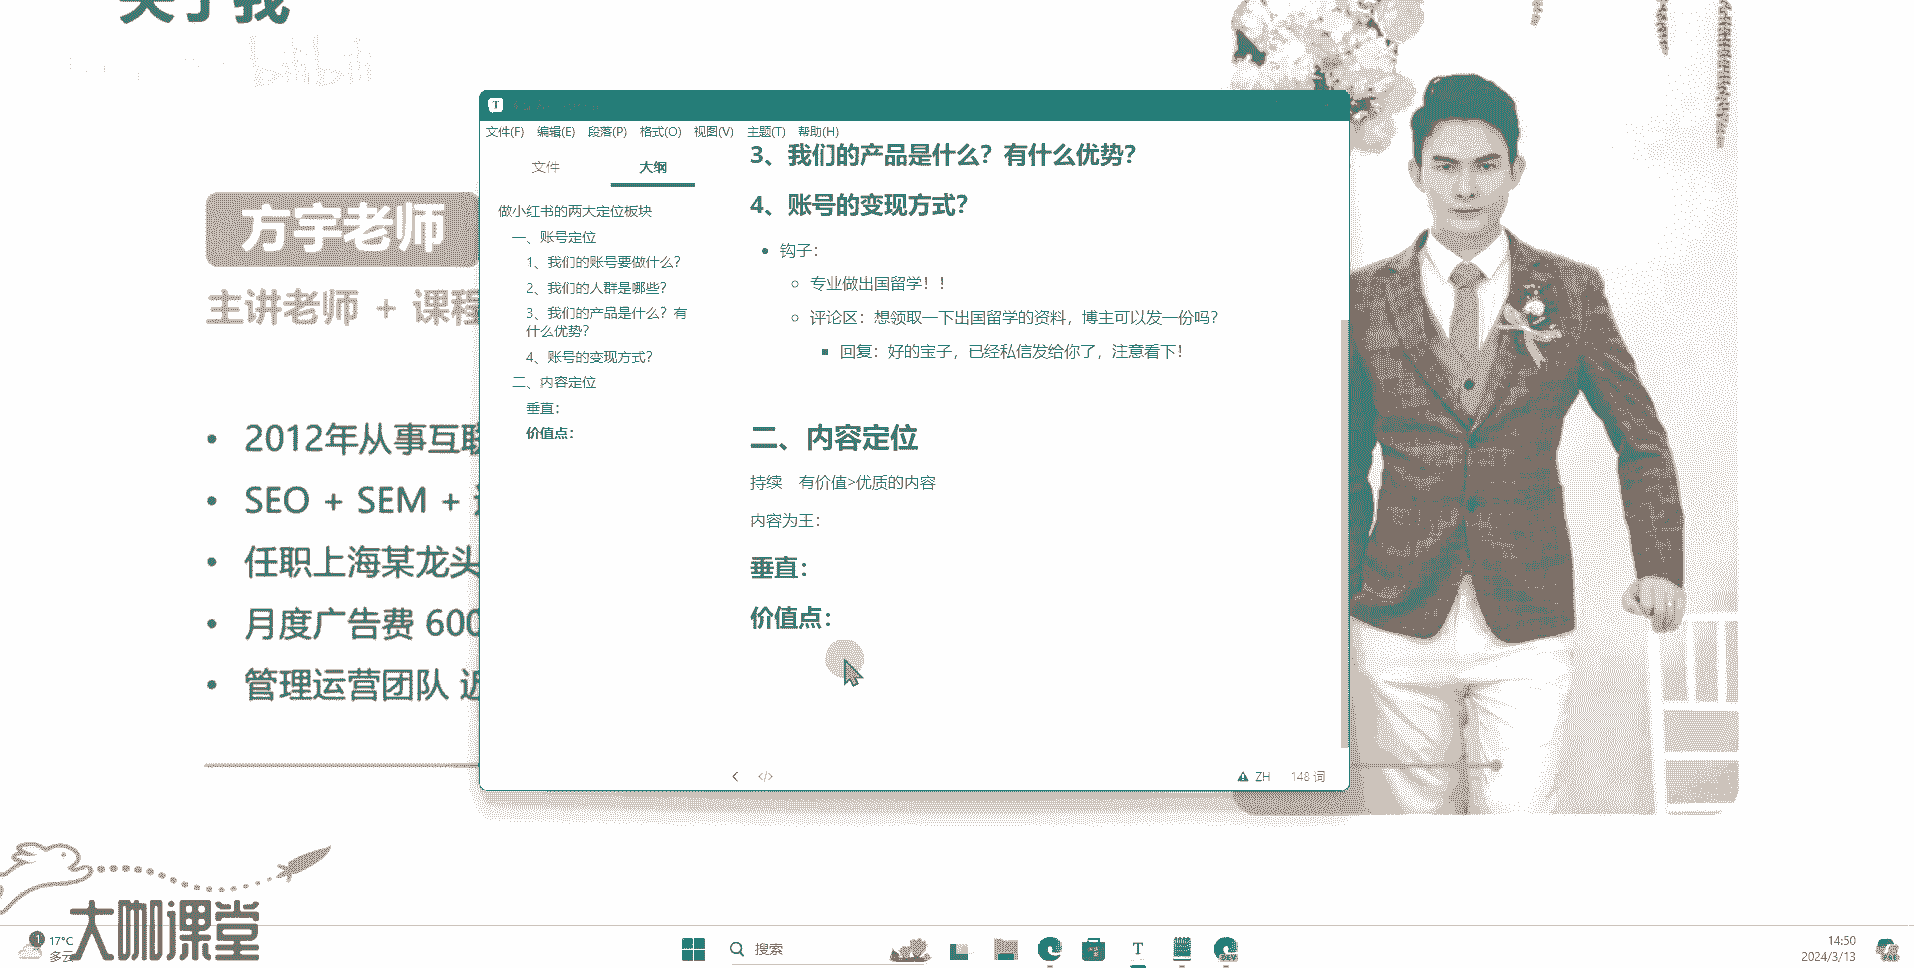 关于我
bilibili
方宇老师
主讲老师 + 课程
2012年从事互联
SEO + SEM +
任职上海某龙头
月度广告费 600
管理运营团队 近
文件(F) 编辑(E) 段落(P) 格式(O) 视图(V) 主题(T) 帮助(H)
文件 大纲
做小红书的两大定位板块
一、账号定位
1、我们的账号要做什么?
2、我们的人群是哪些?
3、我们的产品是什么? 有
什么优势?
4、账号的变现方式?
二、内容定位
垂直:
价值点:
3、我们的产品是什么? 有什么优势?
4、账号的变现方式?
钩子:
专业做出国留学! !
评论区: 想领取一下出国留学的资料, 博主可以发一份吗?
回复: 好的宝子, 已经私信发给你了, 注意看下!
二、内容定位
持续 有价值>优质的内容
内容为王:
垂直:
价值点:
</> ZH 148 词
大咖课堂
1 17°C
多云
搜索
T
DEV
14:50
2024/3/13